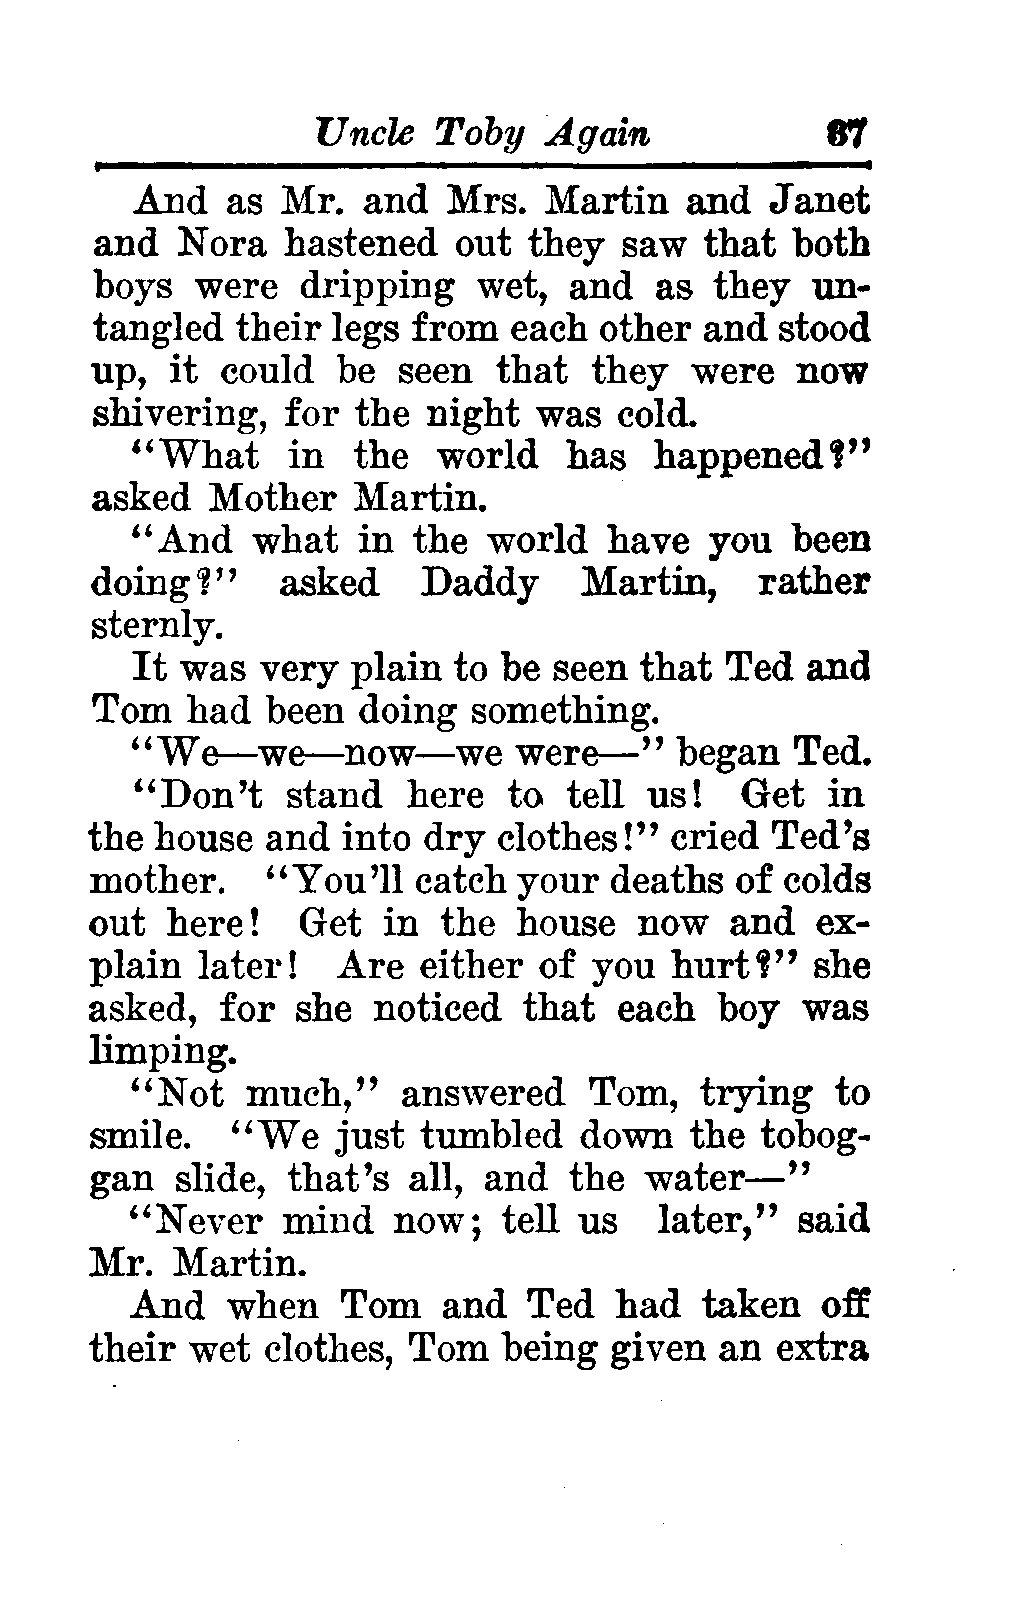 Uncle Toby Again 67
And as Mr. and Mrs. Martin and Janet
and Nora hastened out they saw that both
boys were dripping wet, and as they un-
tangled their legs from each other and stood
up, it could be seen that they were now
shivering, for the night was cold.
“What in the world has happened?”
asked Mother Martin.
“And what in the world have you been
doing?” asked Daddy Martin, rather
sternly.
It was very plain to be seen that Ted and
Tom had been doing something.
“We—we—now—we were—” began Ted.
“Don’t stand here to tell us! Get in
the house and into dry clothes!” cried Ted’s
mother. “You’ll catch your deaths of colds
out here! Get in the house now and ex-
plain later! Are either of you hurt?” she
asked, for she noticed that each boy was
limping.
“Not much,” answered Tom, trying to
smile. “We just tumbled down the tobog-
gan slide, that’s all, and the water—”
“Never mind now; tell us later,” said
Mr. Martin.
And when Tom and Ted had taken off
their wet clothes, Tom being given an extra